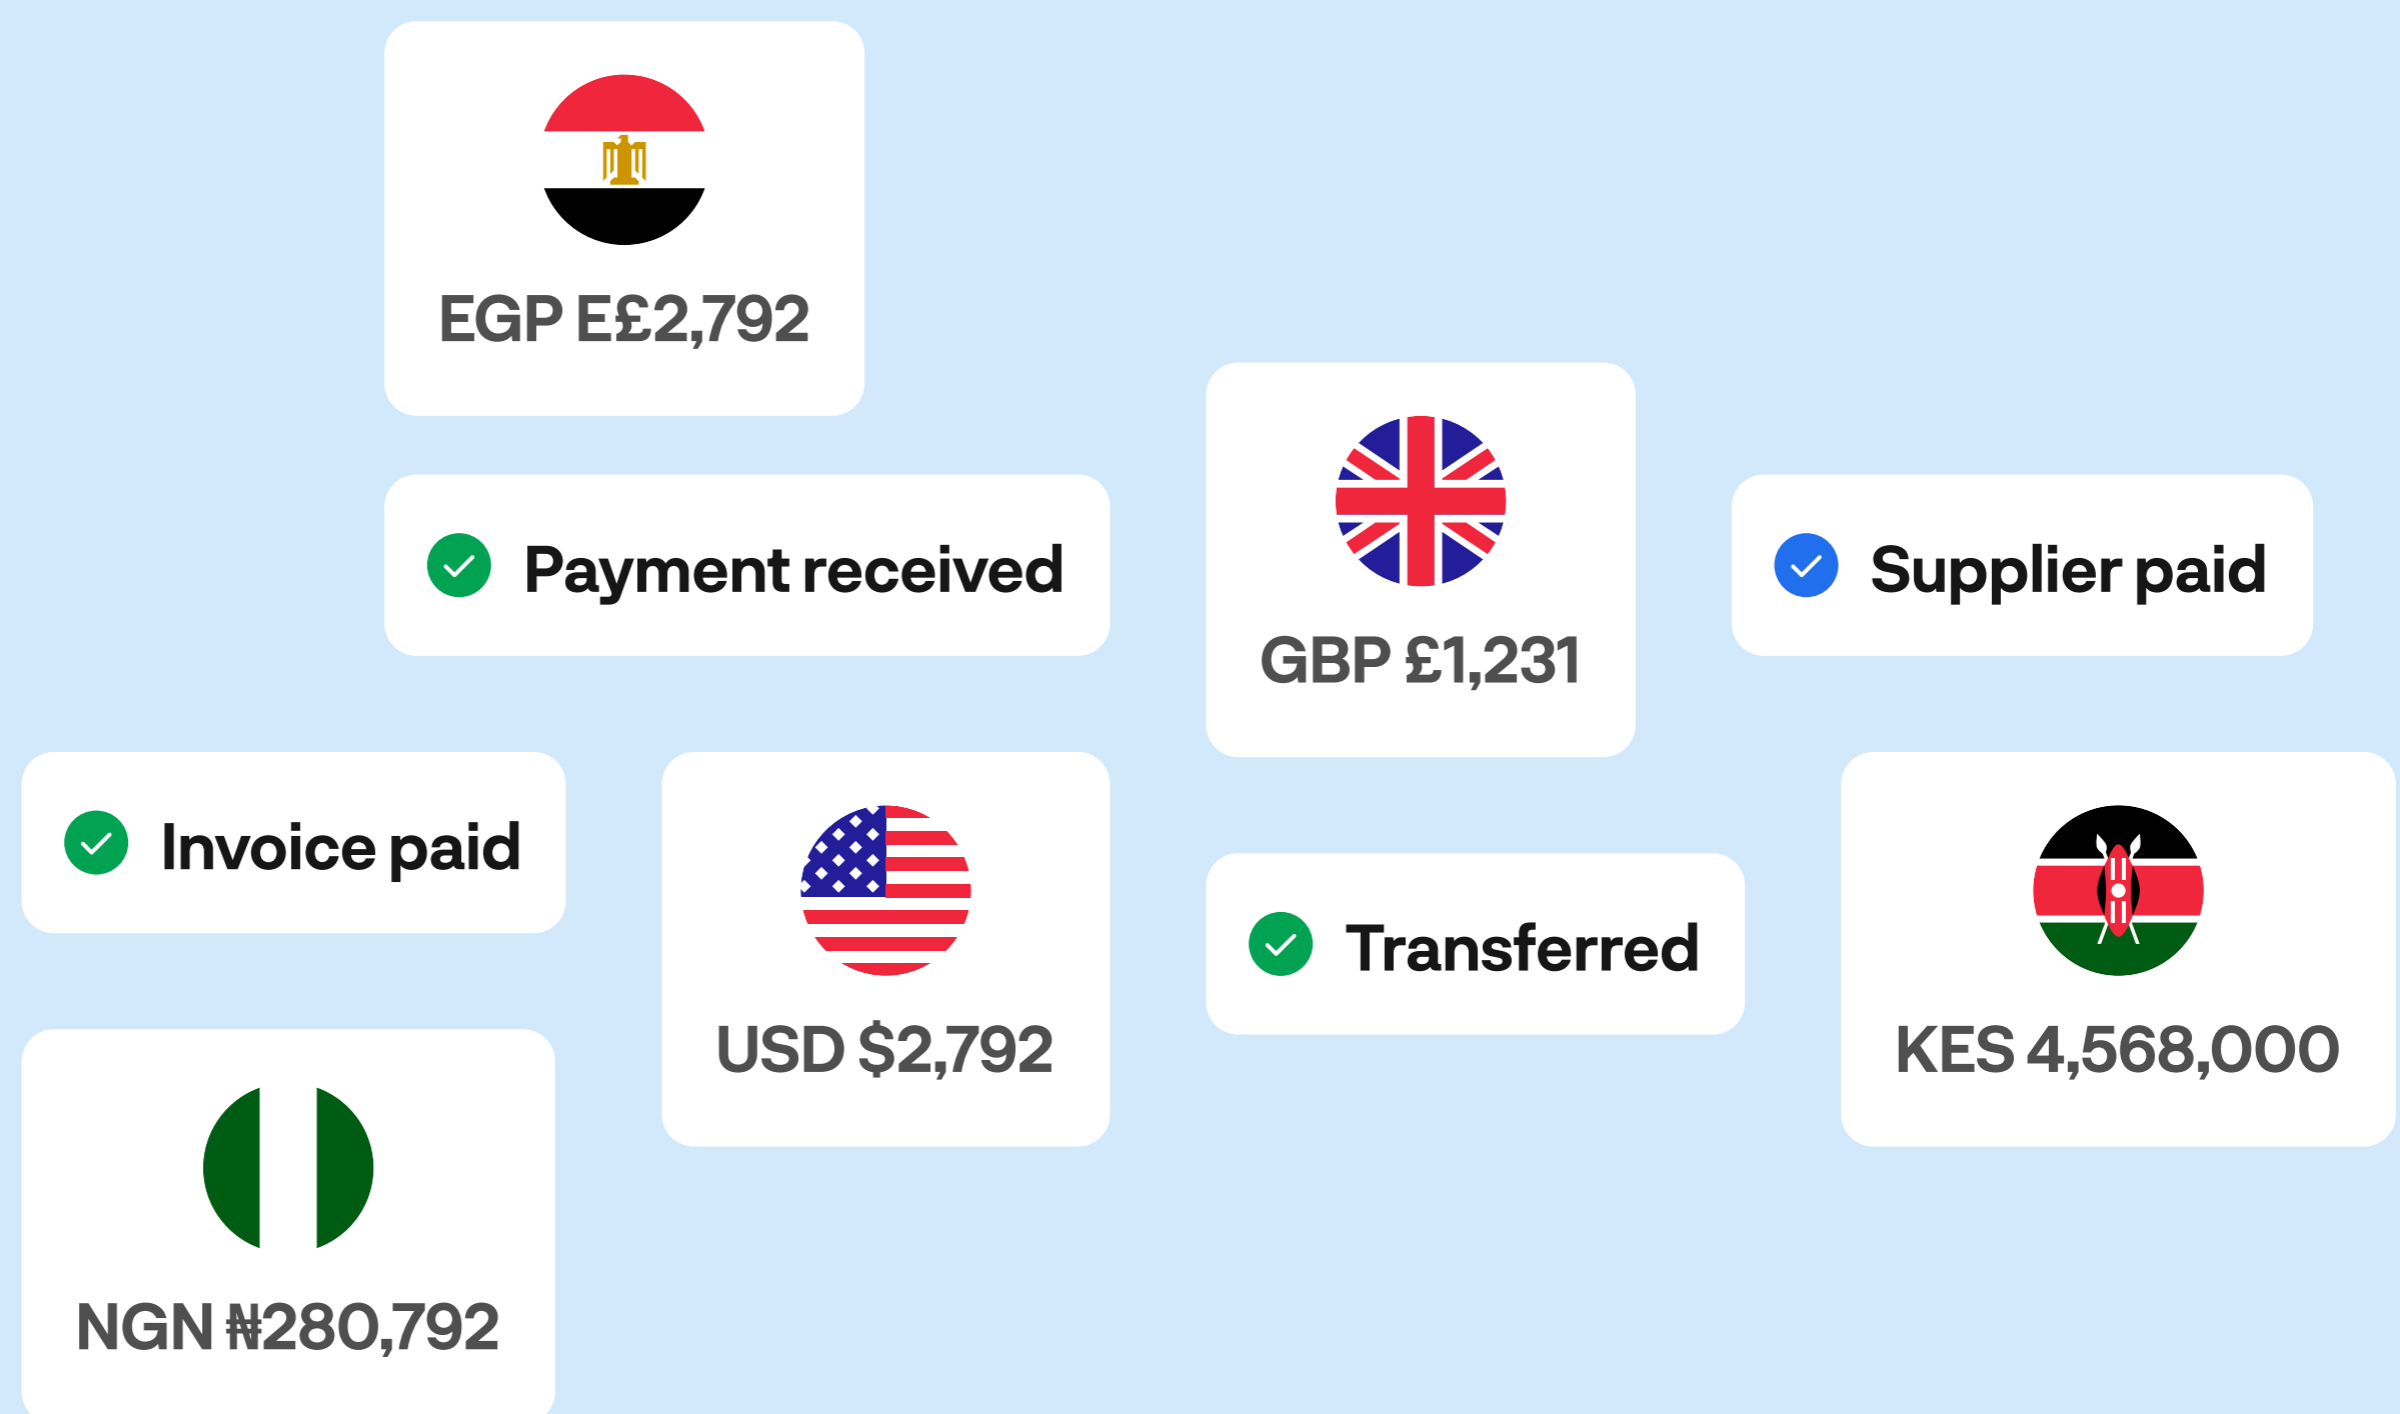 EGP E£2,792
Payment received
GBP £1,231
Supplier paid
Invoice paid
USD $2,792
Transferred
KES 4,568,000
NGN ₦280,792